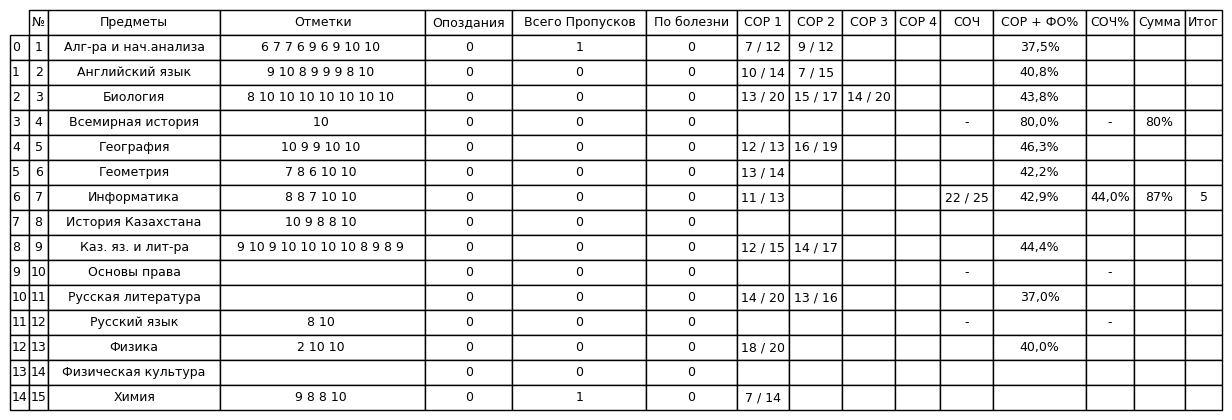 № Предметы Отметки Опоздания Всего Пропусков По болезни СОР 1 СОР 2 СОР 3 СОР 4 СОЧ СОР + ФО% СОЧ% Сумма Итог
0 1 Алг-ра и нач.анализа 6 7 7 6 9 6 9 10 10 0 1 0 7 / 12 9 / 12 37,5%
1 2 Английский язык 9 10 8 9 9 9 8 10 0 0 0 10 / 14 7 / 15 40,8%
2 3 Биология 8 10 10 10 10 10 10 10 0 0 0 13 / 20 15 / 17 14 / 20 43,8%
3 4 Всемирная история 10 0 0 0 - 80,0% - 80%
4 5 География 10 9 9 10 10 0 0 0 12 / 13 16 / 19 46,3%
5 6 Геометрия 7 8 6 10 10 0 0 0 13 / 14 42,2%
6 7 Информатика 8 8 7 10 10 0 0 0 11 / 13 22 / 25 42,9% 44,0% 87% 5
7 8 История Казахстана 10 9 8 8 10 0 0 0
8 9 Каз. яз. и лит-ра 9 10 9 10 10 10 10 8 9 8 9 0 0 0 12 / 15 14 / 17 44,4%
9 10 Основы права 0 0 0 - -
10 11 Русская литература 0 0 0 14 / 20 13 / 16 37,0%
11 12 Русский язык 8 10 0 0 0 - -
12 13 Физика 2 10 10 0 0 0 18 / 20 40,0%
13 14 Физическая культура 0 0 0
14 15 Химия 9 8 8 10 0 1 0 7 / 14